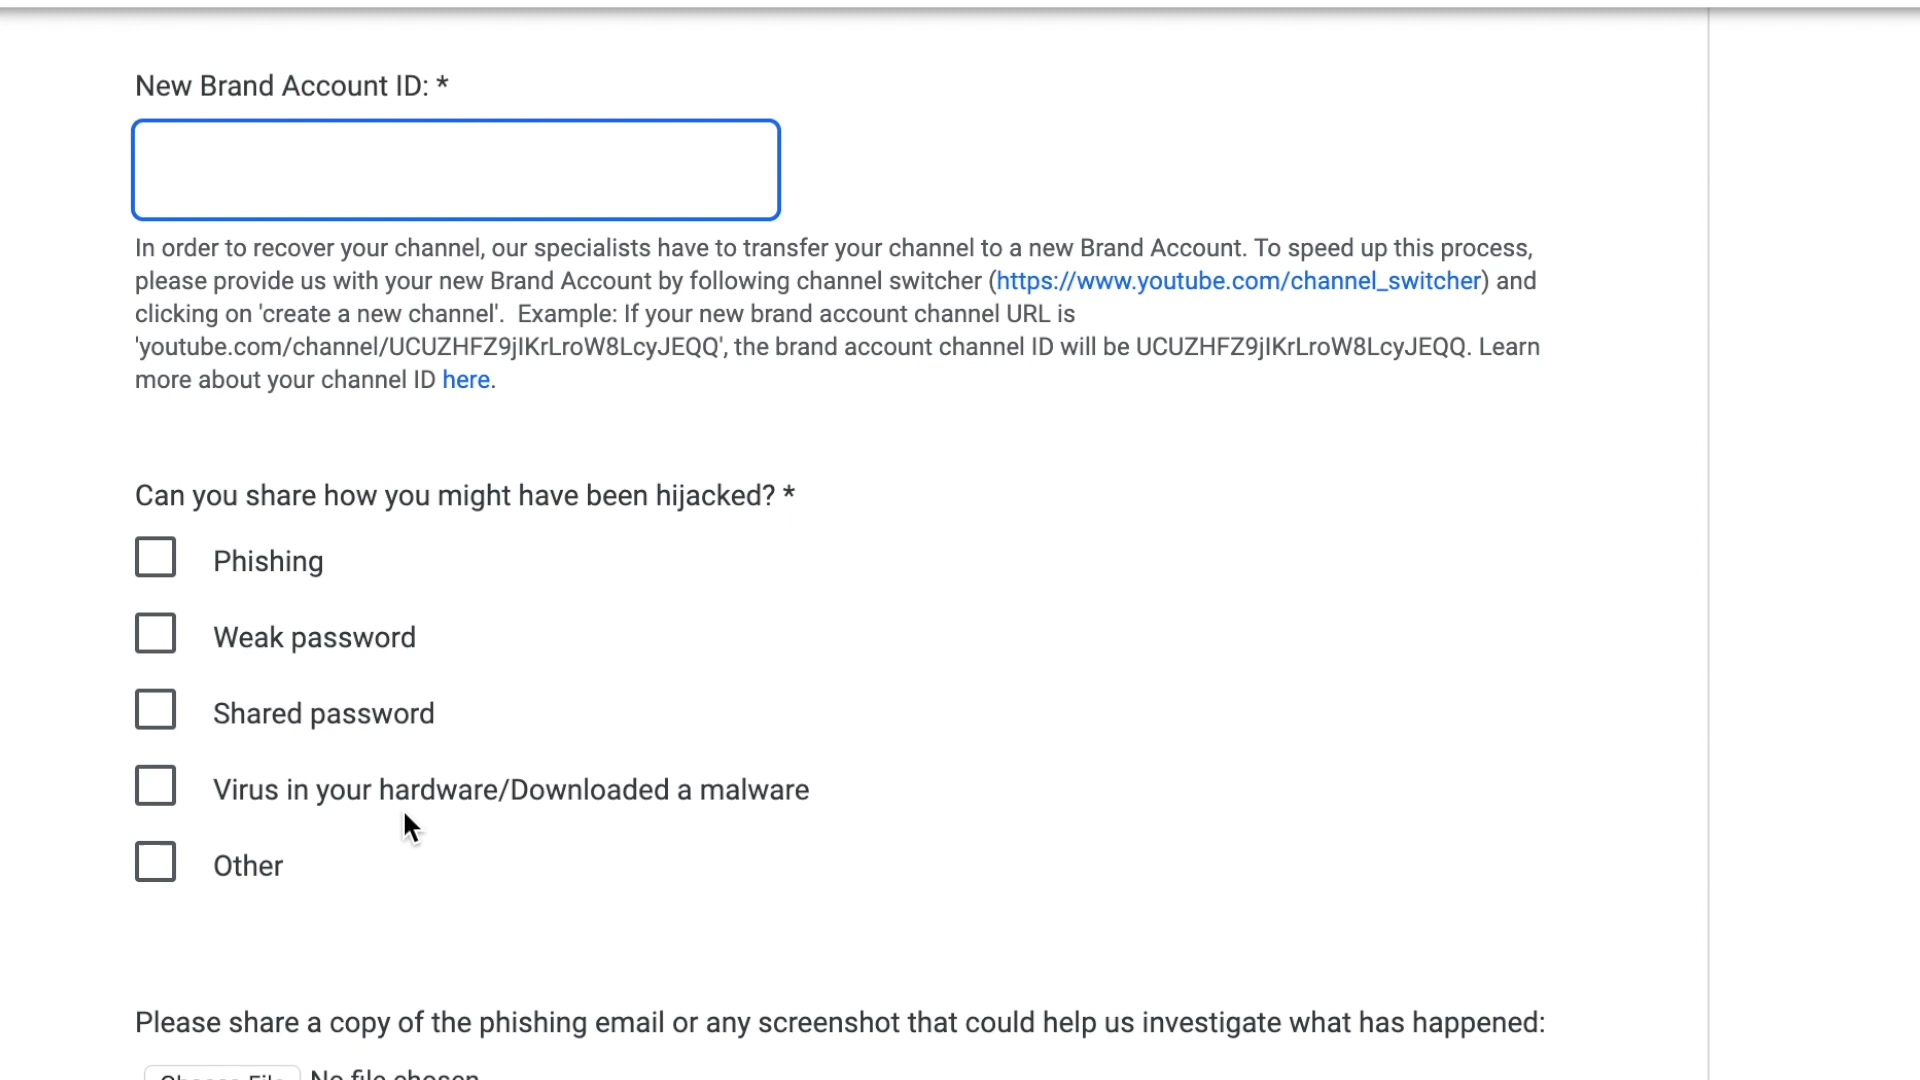 New Brand Account ID: *
In order to recover your channel, our specialists have to transfer your channel to a new Brand Account. To speed up this process,
please provide us with your new Brand Account by following channel switcher (https://www.youtube.com/channel_switcher) and
clicking on 'create a new channel'.  Example: If your new brand account channel URL is
'youtube.com/channel/UCUZHFZ9jIKrLroW8LcyJEQQ', the brand account channel ID will be UCUZHFZ9jIKrLroW8LcyJEQQ. Learn
more about your channel ID here.
Can you share how you might have been hijacked? *
Phishing
Weak password
Shared password
Virus in your hardware/Downloaded a malware
Other
Please share a copy of the phishing email or any screenshot that could help us investigate what has happened:
Choose File No file chosen